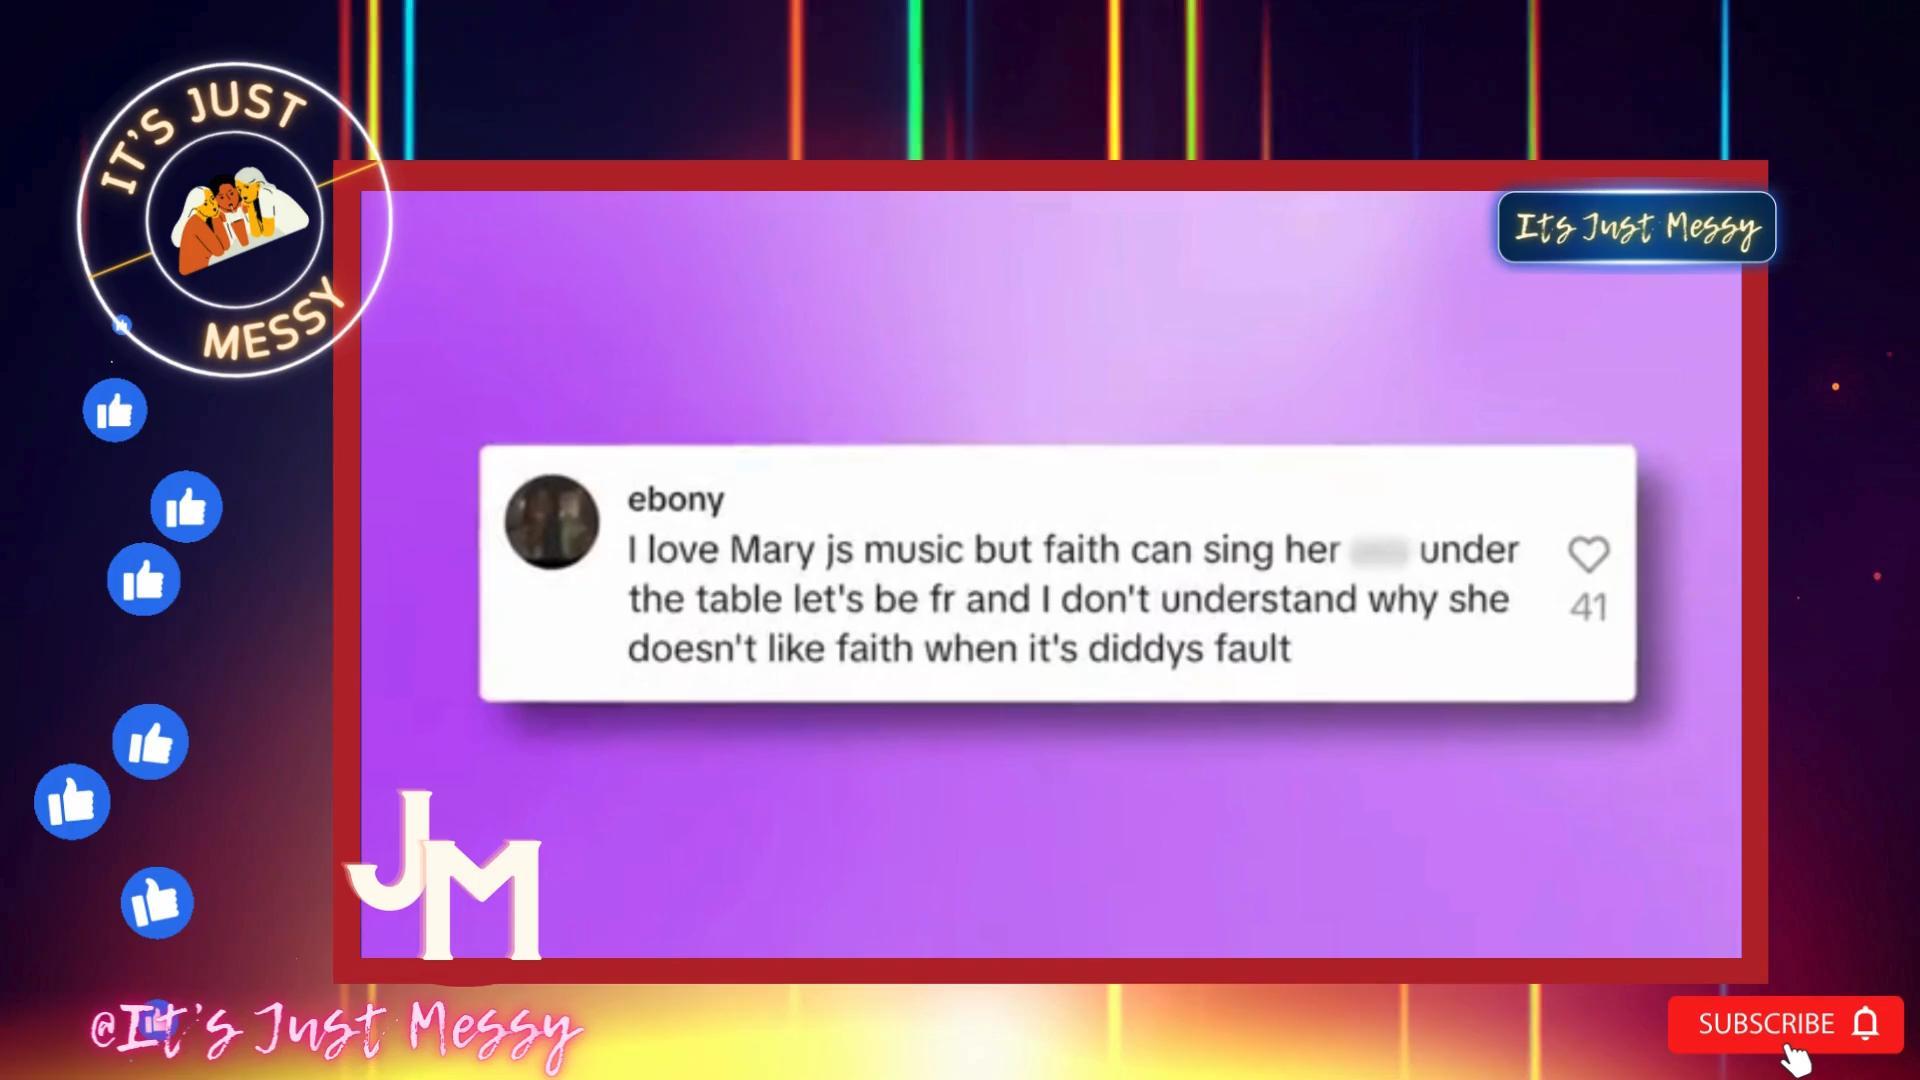 IT'S JUST
MESSY
Its Just Messy
ebony
I love Mary js music but faith can sing her under
the table let's be fr and I don't understand why she
doesn't like faith when it's diddys fault
41
JM
@It's Just Messy
SUBSCRIBE